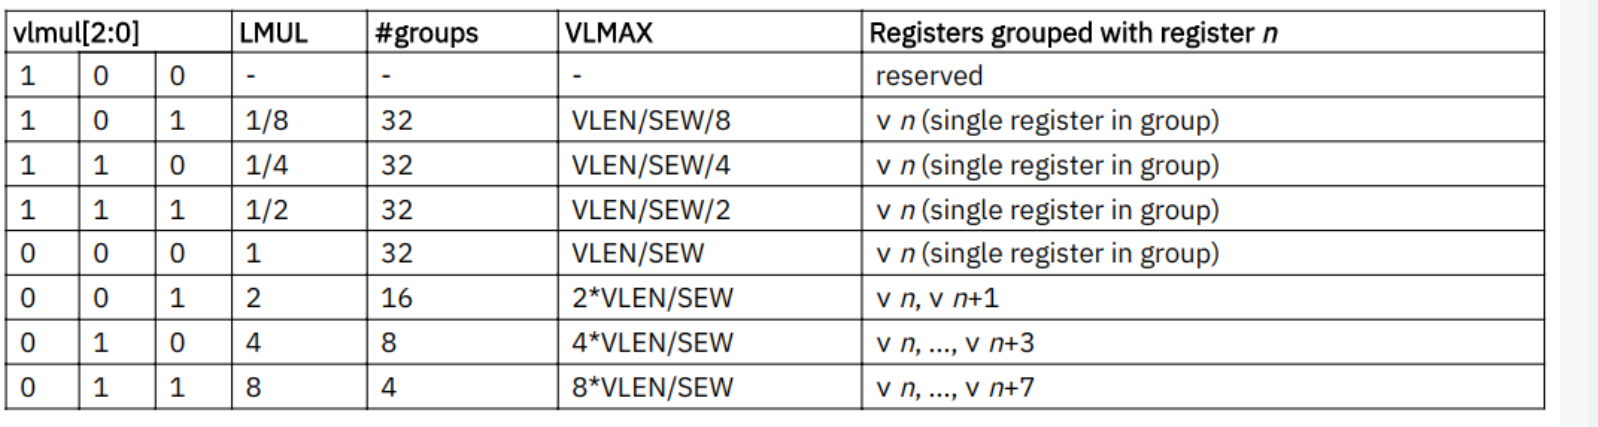 vlmul[2:0] LMUL #groups VLMAX Registers grouped with register n
1 0 0 - - - reserved
1 0 1 1/8 32 VLEN/SEW/8 v n (single register in group)
1 1 0 1/4 32 VLEN/SEW/4 v n (single register in group)
1 1 1 1/2 32 VLEN/SEW/2 v n (single register in group)
0 0 0 1 32 VLEN/SEW v n (single register in group)
0 0 1 2 16 2*VLEN/SEW v n, v n+1
0 1 0 4 8 4*VLEN/SEW v n, ..., v n+3
0 1 1 8 4 8*VLEN/SEW v n, ..., v n+7